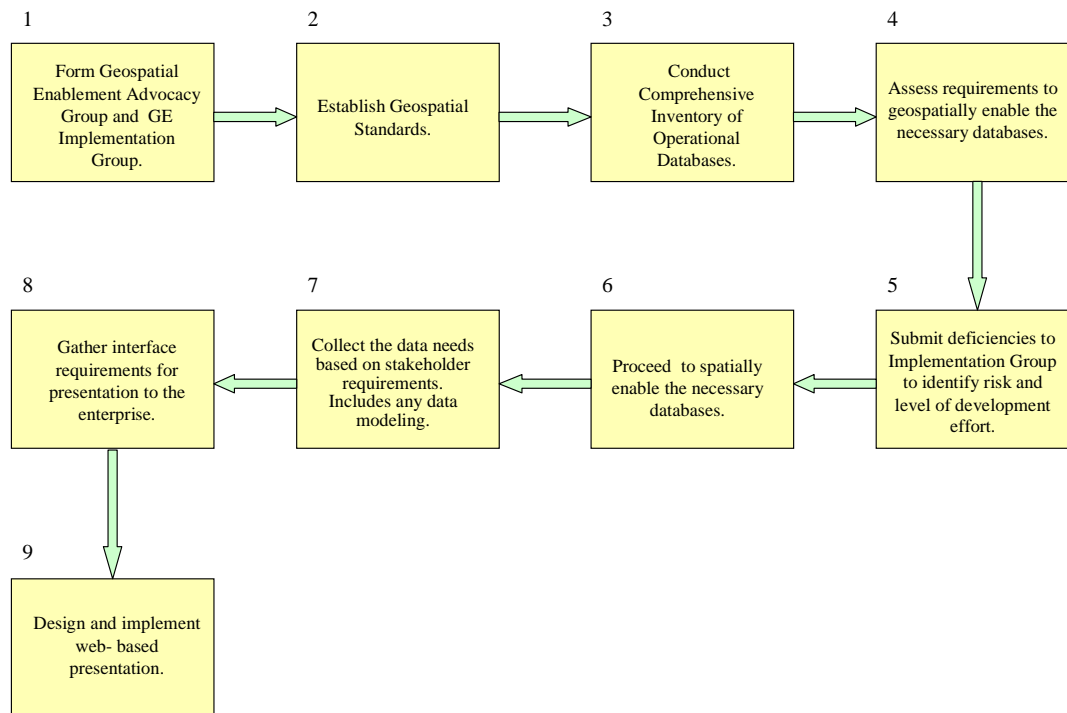 1
Form Geospatial
Enablement Advocacy
Group and GE
Implementation
Group.
2
Establish Geospatial
Standards.
3
Conduct
Comprehensive
Inventory of
Operational
Databases.
4
Assess requirements to
geospatially enable the
necessary databases.
5
Submit deficiencies to
Implementation Group
to identify risk and
level of development
effort.
6
Proceed to spatially
enable the necessary
databases.
7
Collect the data needs
based on stakeholder
requirements.
Includes any data
modeling.
8
Gather interface
requirements for
presentation to the
enterprise.
9
Design and implement
web- based
presentation.